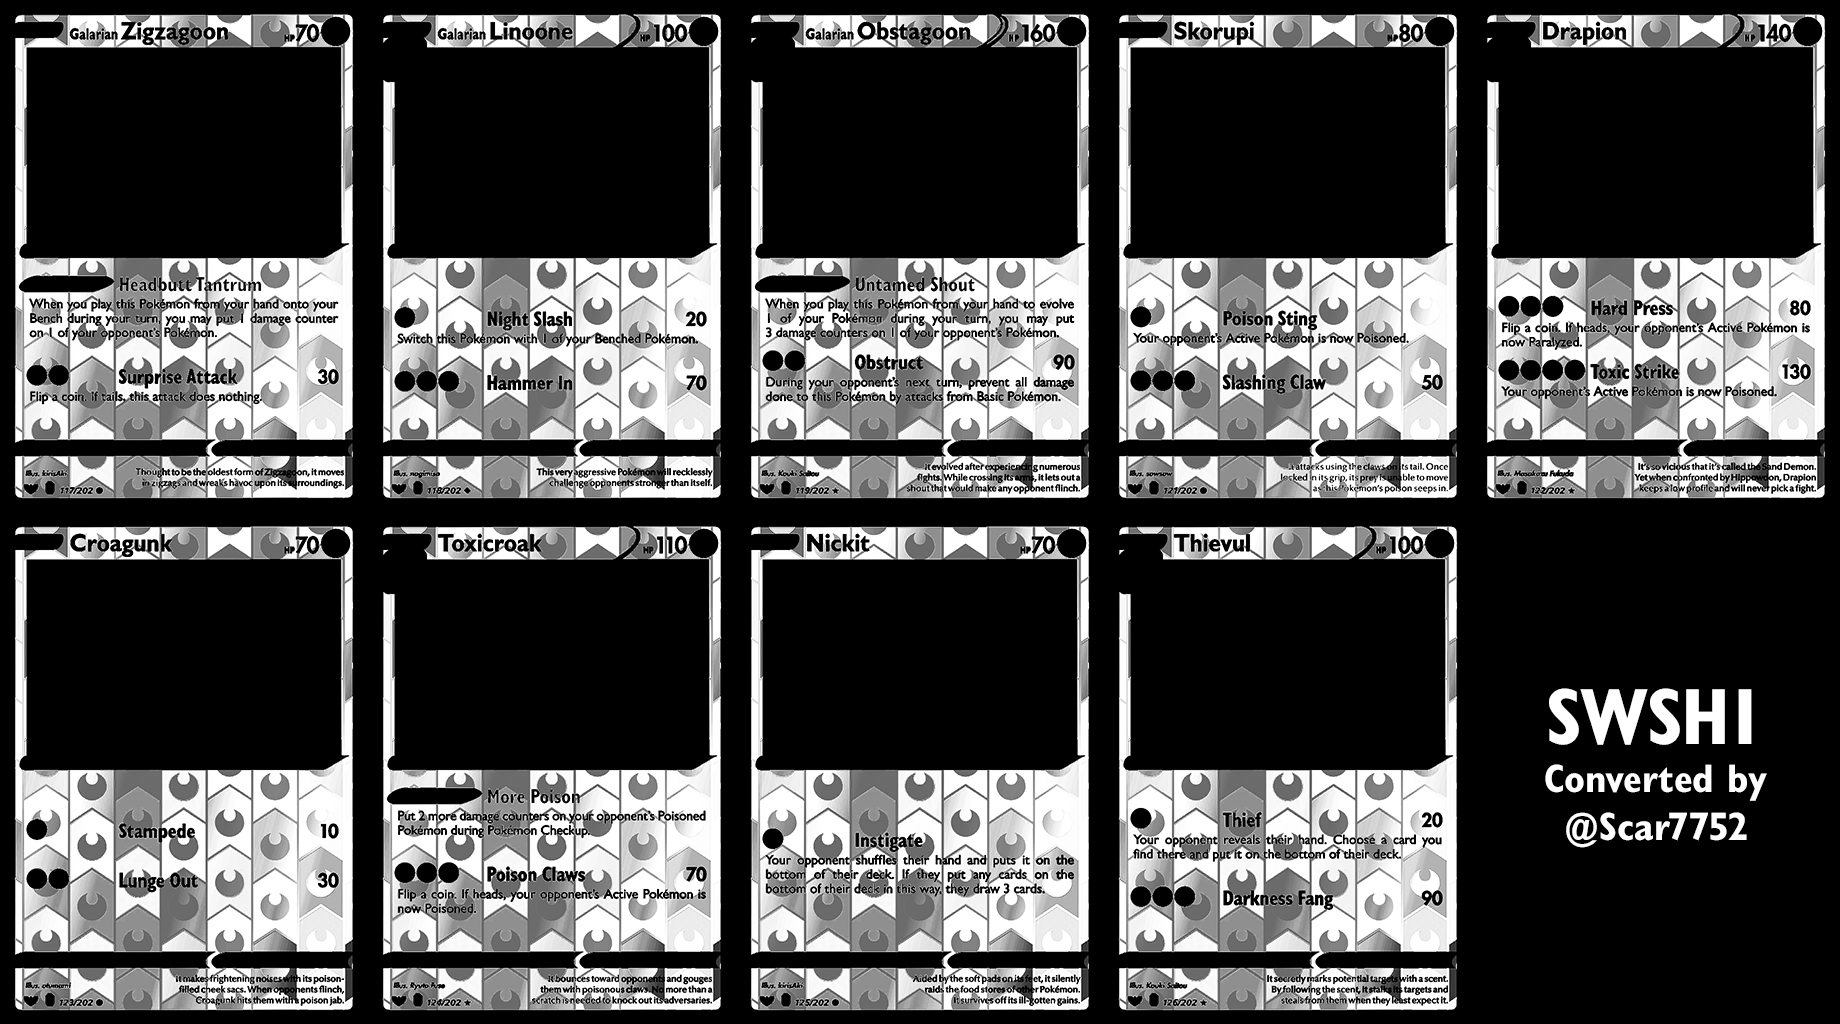 Galarian Zigzagoon HP70
Headbutt Tantrum
When you play this Pokémon from your hand onto your
Bench during your turn, you may put 1 damage counter
on 1 of your opponent's Pokémon.
Surprise Attack 30
Flip a coin. If tails, this attack does nothing.
Illus. kirisAki
Thought to be the oldest form of Zigzagoon, it moves
in zigzags and wreaks havoc upon its surroundings.
117/202
Galarian Linoone HP100
Night Slash 20
Switch this Pokémon with 1 of your Benched Pokémon.
Hammer In 70
Illus. nagimiso
This very aggressive Pokémon will recklessly
challenge opponents stronger than itself.
118/202
Galarian Obstagoon HP160
Untamed Shout
When you play this Pokémon from your hand to evolve
1 of your Pokémon during your turn, you may put
3 damage counters on 1 of your opponent's Pokémon.
Obstruct 90
During your opponent's next turn, prevent all damage
done to this Pokémon by attacks from Basic Pokémon.
Illus. Kouki Saitou
It evolved after experiencing numerous
fights. While crossing its arms, it lets out a
shout that would make any opponent flinch.
119/202
Skorupi HP80
Poison Sting
Your opponent's Active Pokémon is now Poisoned.
Slashing Claw 50
Illus. sowsow
attacks using the claws on its tail. Once
locked in its grip, its prey is unable to move
as this Pokémon's poison seeps in.
121/202
Drapion HP140
Hard Press 80
Flip a coin. If heads, your opponent's Active Pokémon is
now Paralyzed.
Toxic Strike 130
Your opponent's Active Pokémon is now Poisoned.
Illus. Masakazu Fukuda
It's so vicious that it's called the Sand Demon.
Yet when confronted by Hippowdon, Drapion
keeps a low profile and will never pick a fight.
122/202
Croagunk HP70
Stampede 10
Lunge Out 30
Illus. otumami
It makes frightening noises with its poison-
filled cheek sacs. When opponents flinch,
Croagunk hits them with a poison jab.
123/202
Toxicroak HP110
More Poison
Put 2 more damage counters on your opponent's Poisoned
Pokémon during Pokémon Checkup.
Poison Claws 70
Flip a coin. If heads, your opponent's Active Pokémon is
now Poisoned.
Illus. Ryuta Fuse
It bounces toward opponents and gouges
them with poisonous claws. No more than a
scratch is needed to knock out its adversaries.
124/202
Nickit HP70
Instigate
Your opponent shuffles their hand and puts it on the
bottom of their deck. If they put any cards on the
bottom of their deck in this way, they draw 3 cards.
Illus. kirisAki
Aided by the soft pads on its feet, it silently
raids the food stores of other Pokémon.
It survives off its ill-gotten gains.
125/202
Thievul HP100
Thief 20
Your opponent reveals their hand. Choose a card you
find there and put it on the bottom of their deck.
Darkness Fang 90
Illus. Kouki Saitou
It secretly marks potential targets with a scent.
By following the scent, it stalks its targets and
steals from them when they least expect it.
126/202
SWSH1
Converted by
@Scar7752